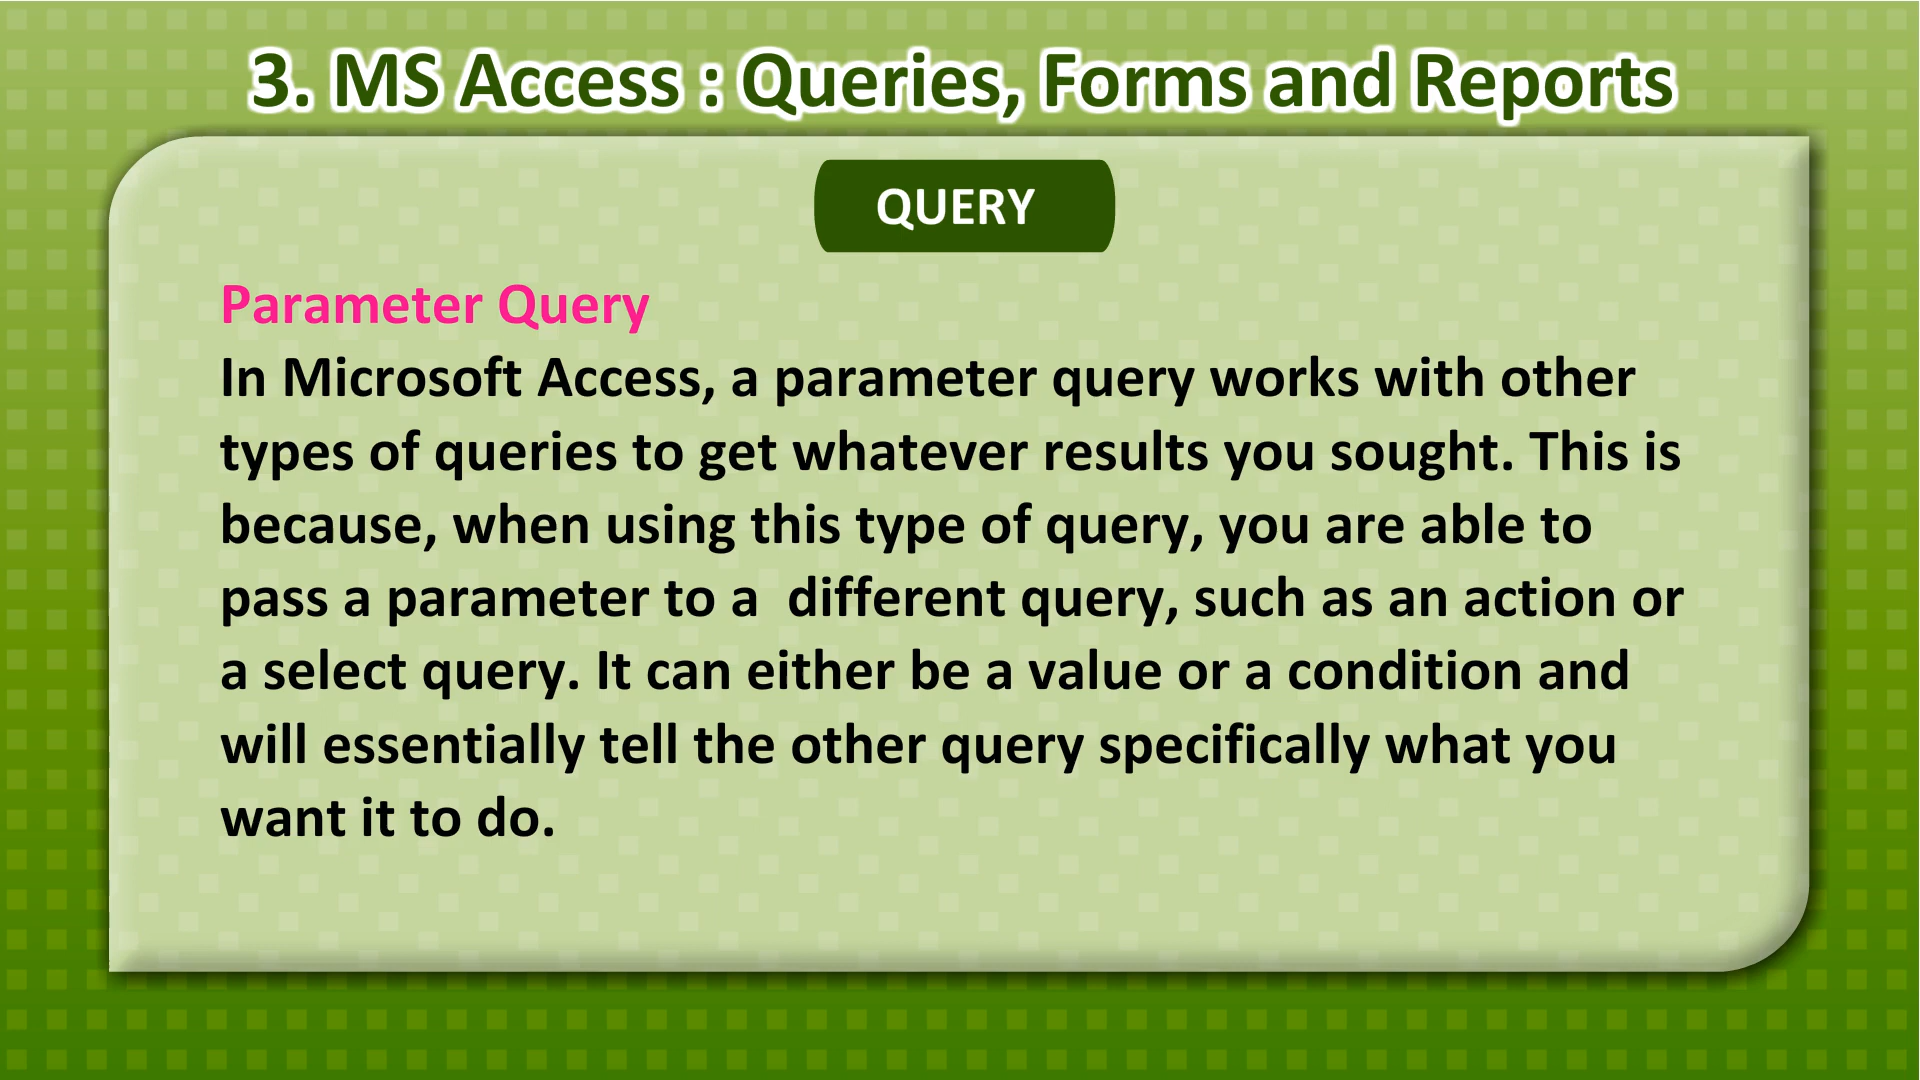 3. MS Access : Queries, Forms and Reports
QUERY
Parameter Query
In Microsoft Access, a parameter query works with other
types of queries to get whatever results you sought. This is
because, when using this type of query, you are able to
pass a parameter to a  different query, such as an action or
a select query. It can either be a value or a condition and
will essentially tell the other query specifically what you
want it to do.